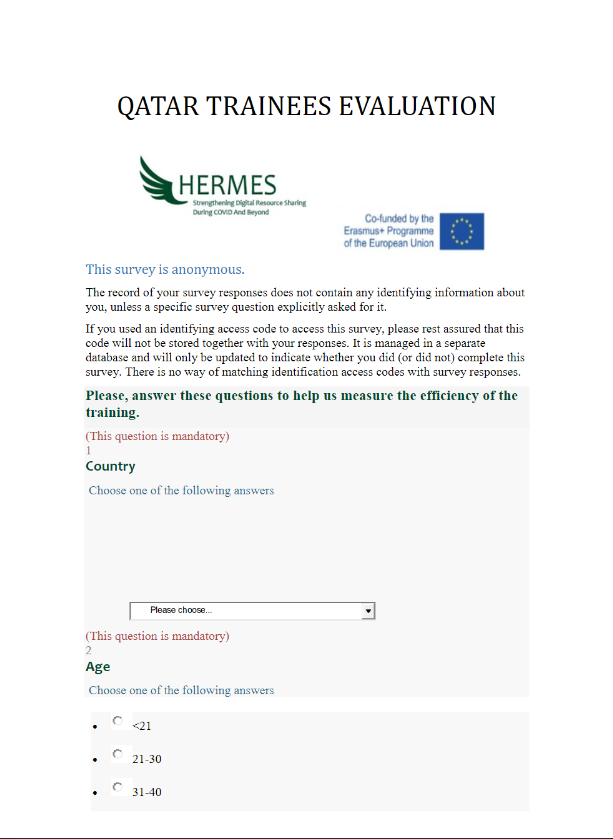 QATAR TRAINEES EVALUATION
HERMES
Strengthening Digital Resource Sharing
During COVID And Beyond
Co-funded by the
Erasmus+ Programme
of the European Union
This survey is anonymous.
The record of your survey responses does not contain any identifying information about
you, unless a specific survey question explicitly asked for it.
If you used an identifying access code to access this survey, please rest assured that this
code will not be stored together with your responses. It is managed in a separate
database and will only be updated to indicate whether you did (or did not) complete this
survey. There is no way of matching identification access codes with survey responses.
Please, answer these questions to help us measure the efficiency of the
training.
(This question is mandatory)
1
Country
Choose one of the following answers
Please choose...
(This question is mandatory)
2
Age
Choose one of the following answers
<21
21-30
31-40